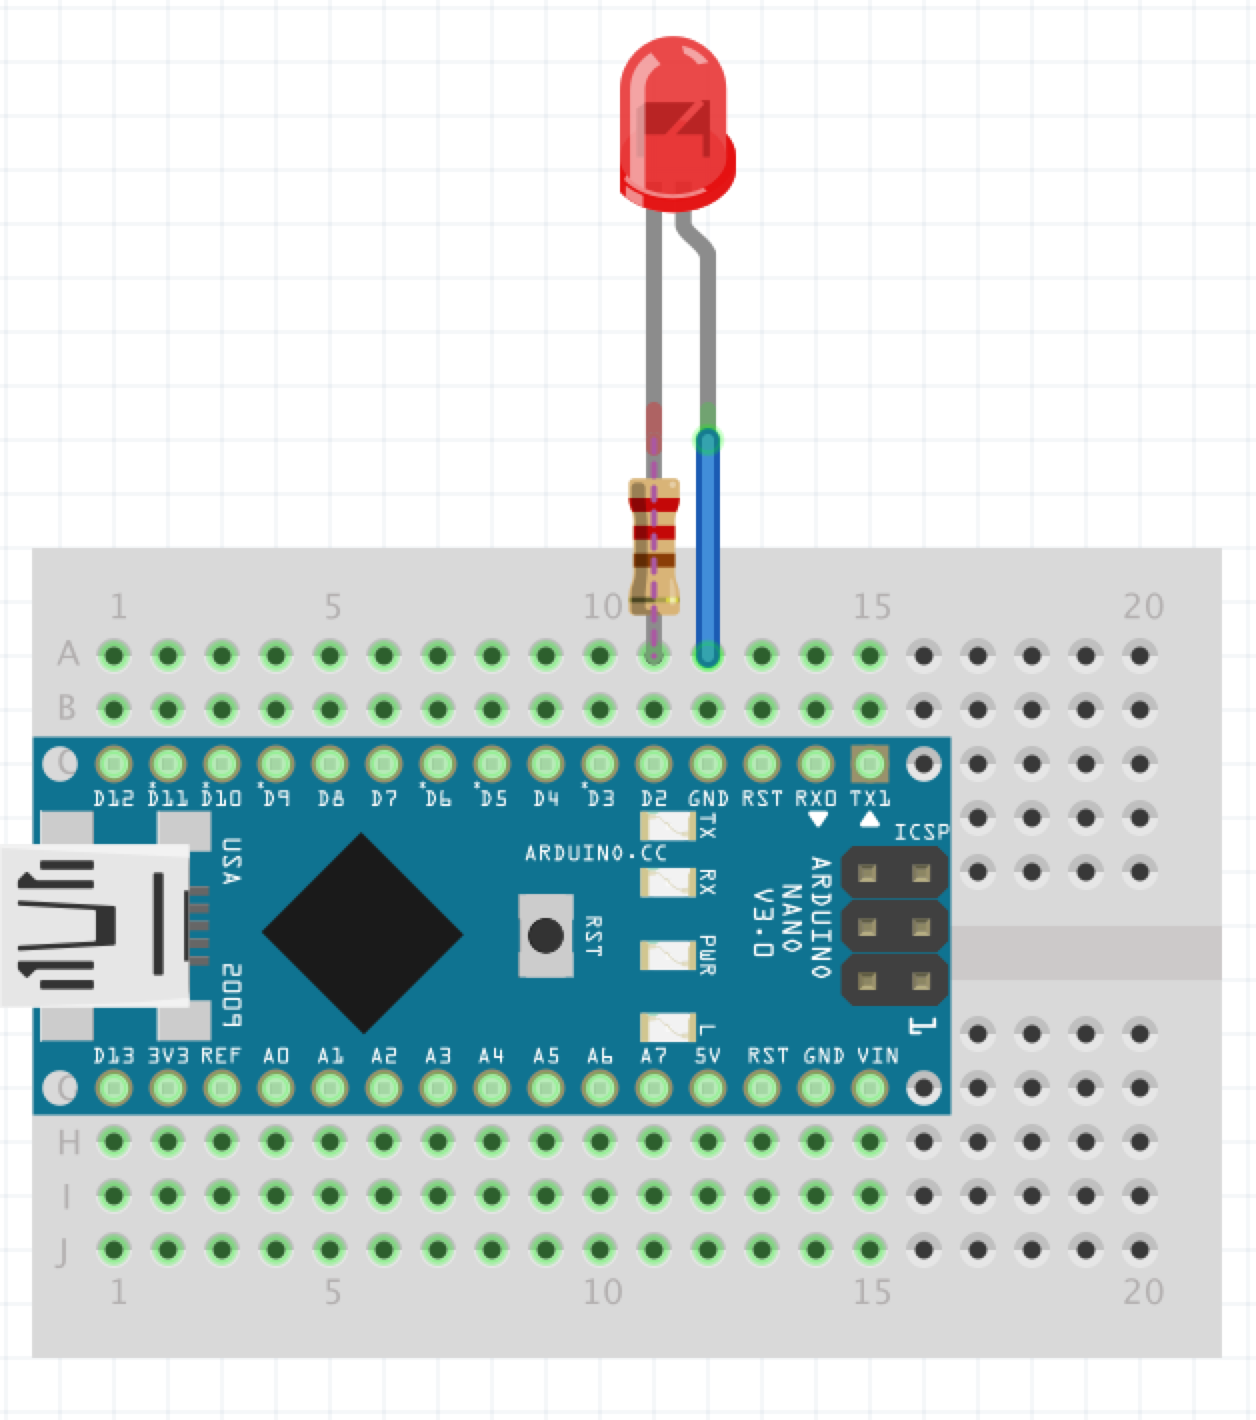 1 5 10 15 20
A
B
C
D12 *D11 *D10 *D9 D8 D7 *D6 *D5 D4 *D3 D2 GND RST RX0 TX1
ICSP
TX
USA
ARDUINO.CC
RX
ARDUINO
NANO
V3.0
RST
PWR
2009
L
1
D13 3V3 REF A0 A1 A2 A3 A4 A5 A6 A7 5V RST GND VIN
H
I
J
1 5 10 15 20